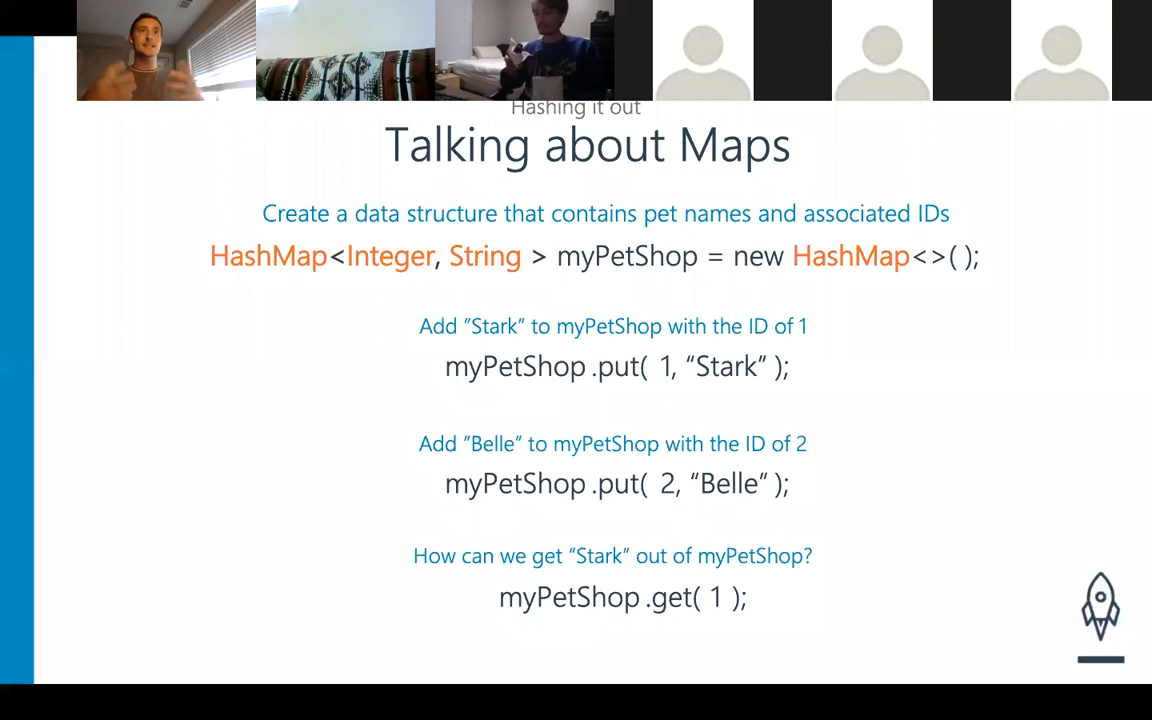 Hashing it out
Talking about Maps
Create a data structure that contains pet names and associated IDs
HashMap<Integer, String > myPetShop = new HashMap<>( );
Add "Stark" to myPetShop with the ID of 1
myPetShop .put( 1, “Stark” );
Add "Belle" to myPetShop with the ID of 2
myPetShop .put( 2, “Belle” );
How can we get “Stark” out of myPetShop?
myPetShop .get( 1 );